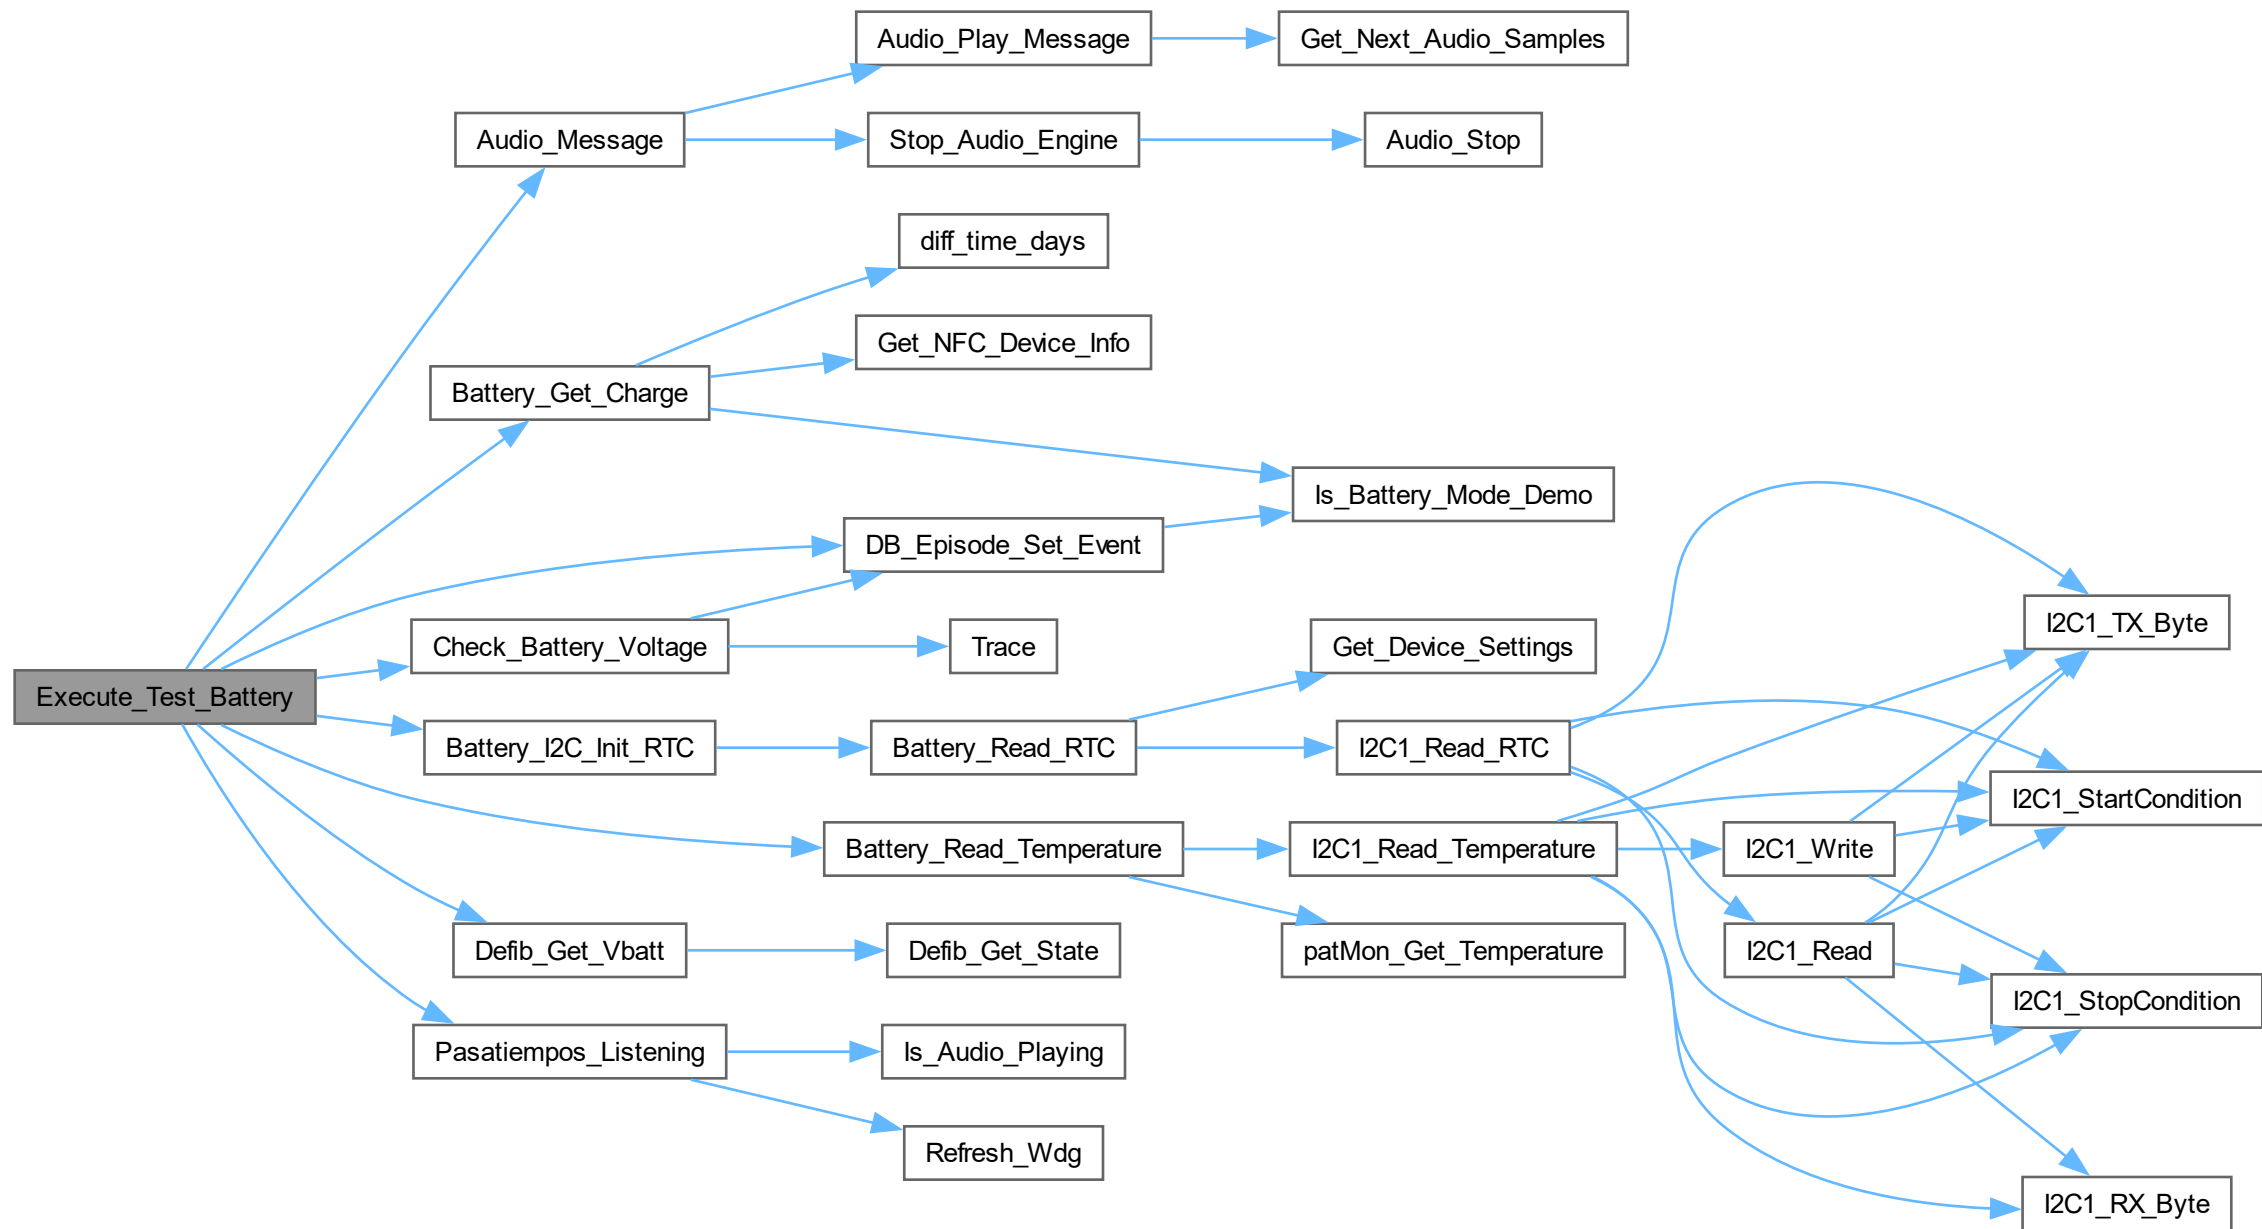 Execute_Test_Battery
Audio_Message
Audio_Play_Message
Get_Next_Audio_Samples
Stop_Audio_Engine
Audio_Stop
Battery_Get_Charge
diff_time_days
Get_NFC_Device_Info
Is_Battery_Mode_Demo
DB_Episode_Set_Event
Check_Battery_Voltage
Trace
Battery_I2C_Init_RTC
Battery_Read_RTC
Get_Device_Settings
I2C1_Read_RTC
Battery_Read_Temperature
I2C1_Read_Temperature
patMon_Get_Temperature
I2C1_Write
I2C1_Read
I2C1_TX_Byte
I2C1_StartCondition
I2C1_StopCondition
I2C1_RX_Byte
Defib_Get_Vbatt
Defib_Get_State
Pasatiempos_Listening
Is_Audio_Playing
Refresh_Wdg